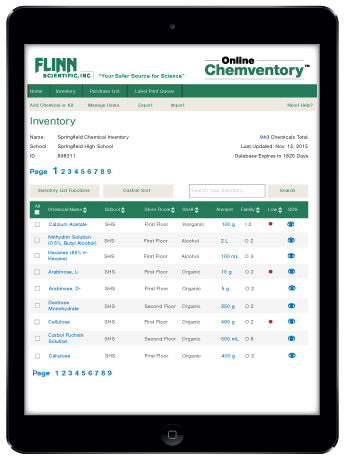 FLINN
SCIENTIFIC, INC
"Your Safer Source for Science"
Online
Chemventory™
Home Inventory Purchase List Label Print Queue
Add Chemical or Kit Manage Users Export Import Need Help?
Inventory
Name: Springfield Chemical Inventory 943 Chemicals Total
School: Springfield High School Last Updated: Nov. 12, 2015
ID: 898311 Database Expires in 1825 Days
Page 1 2 3 4 5 6 7 8 9
Inventory List Functions Custom Sort Search Your Inventory Search
All Chemical Name School Store Room Shelf Amount Family Low SDS
Calcium Acetate SHS First Floor Inorganic 100 g I 2
Ninhydrin Solution (0.5%, Butyl Alcohol) SHS First Floor Alcohol 2 L O 2
Hexanes (85% n-Hexane) SHS First Floor Alcohol 100 mL O 3
Arabinose, L- SHS First Floor Organic 10 g O 2
Arabinose, D- SHS First Floor Organic 5 g O 2
Dextrose Monohydrate SHS Second Floor Organic 250 g O 2
Cellulose SHS First Floor Organic 400 g O 2
Carbol Fuchsin Solution SHS Second Floor Organic 500 mL O 8
Cellulose SHS First Floor Organic 400 g O 2
Page 1 2 3 4 5 6 7 8 9